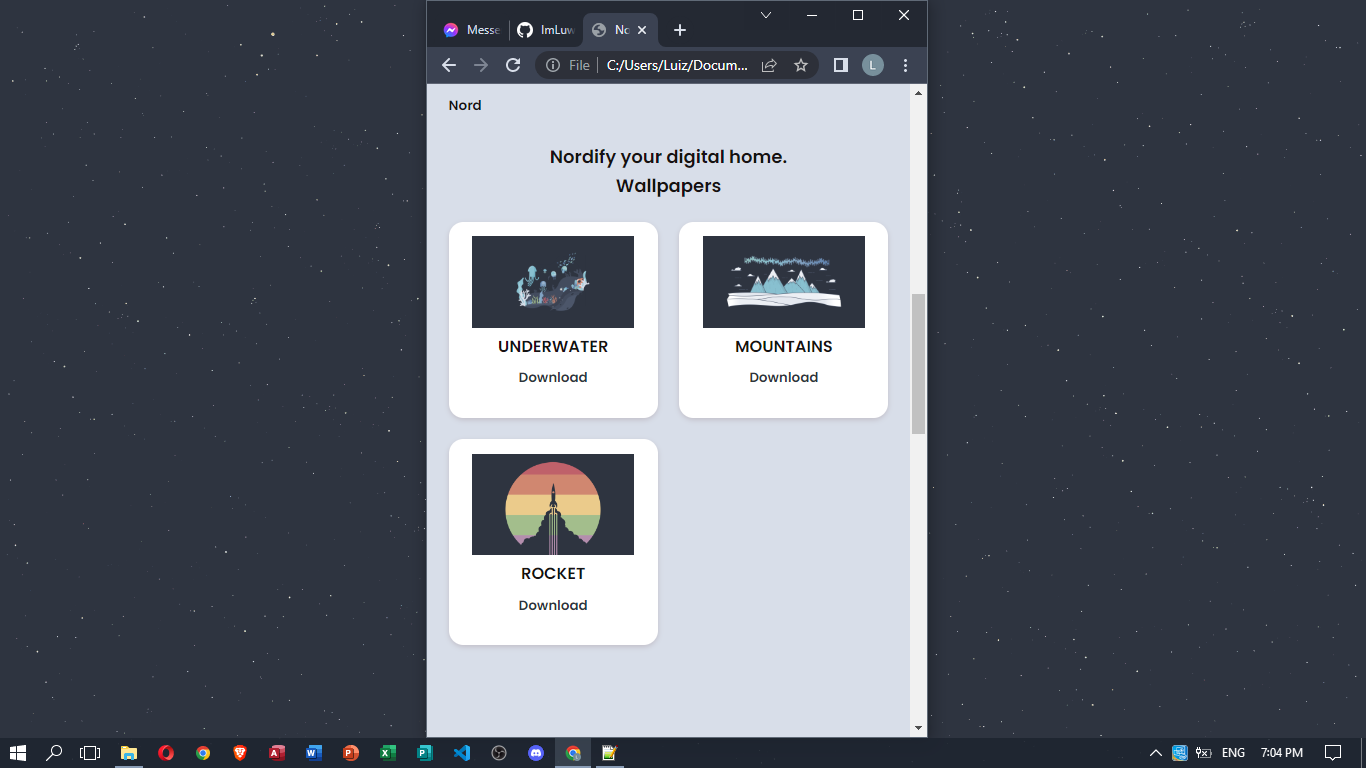 Messe
ImLuw
No
File
C:/Users/Luiz/Docum...
L
Nord
Nordify your digital home.
Wallpapers
UNDERWATER
Download
MOUNTAINS
Download
ROCKET
Download
A
W
P
X
P
ENG
7:04 PM